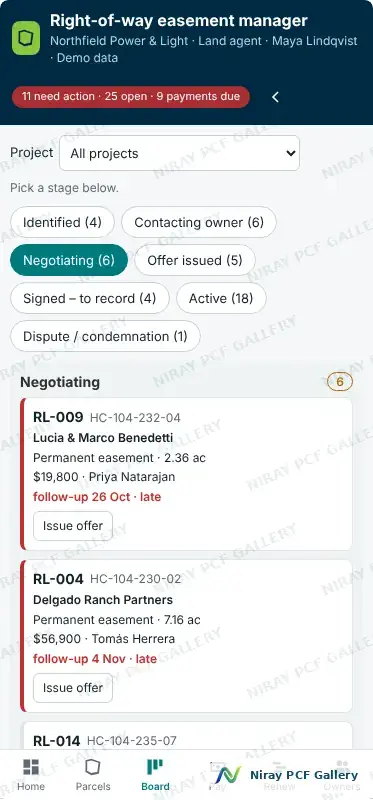 Right-of-way easement manager
Northfield Power & Light · Land agent · Maya Lindqvist
· Demo data
11 need action · 25 open · 9 payments due
Project
All projects
Pick a stage below.
Identified (4)
Contacting owner (6)
Negotiating (6)
Offer issued (5)
Signed – to record (4)
Active (18)
Dispute / condemnation (1)
Negotiating
6
RL-009 HC-104-232-04
Lucia & Marco Benedetti
Permanent easement · 2.36 ac
$19,800 · Priya Natarajan
follow-up 26 Oct · late
Issue offer
RL-004 HC-104-230-02
Delgado Ranch Partners
Permanent easement · 7.16 ac
$56,900 · Tomás Herrera
follow-up 4 Nov · late
Issue offer
RL-014 HC-104-235-07
Home
Parcels
Board
Renew
Owners
Niray PCF Gallery
NIRAY PCF GALLERY